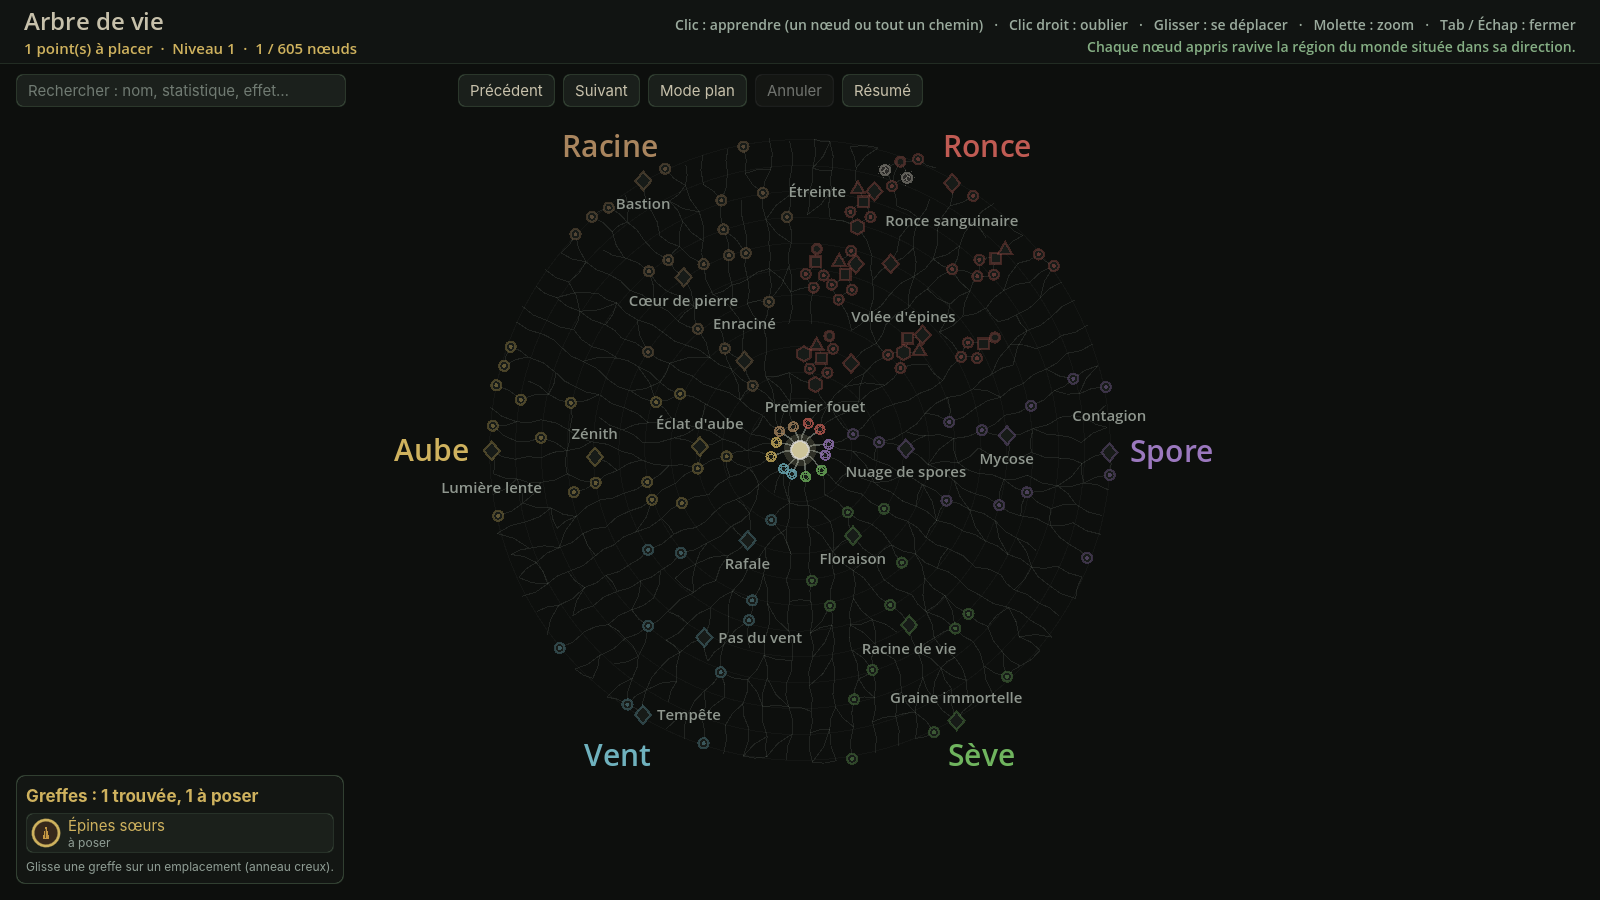 Arbre de vie
1 point(s) à placer · Niveau 1 · 1 / 605 nœuds
Clic : apprendre (un nœud ou tout un chemin) · Clic droit : oublier · Glisser : se déplacer · Molette : zoom · Tab / Échap : fermer
Chaque nœud appris ravive la région du monde située dans sa direction.
Rechercher : nom, statistique, effet...
Précédent
Suivant
Mode plan
Annuler
Résumé
Racine
Ronce
Étreinte
Bastion
Ronce sanguinaire
Cœur de pierre
Volée d'épines
Enraciné
Premier fouet
Contagion
Éclat d'aube
Zénith
Aube
Spore
Mycose
Nuage de spores
Lumière lente
Floraison
Rafale
Pas du vent
Racine de vie
Graine immortelle
Tempête
Vent
Sève
Greffes : 1 trouvée, 1 à poser
Épines sœurs
à poser
Glisse une greffe sur un emplacement (anneau creux).